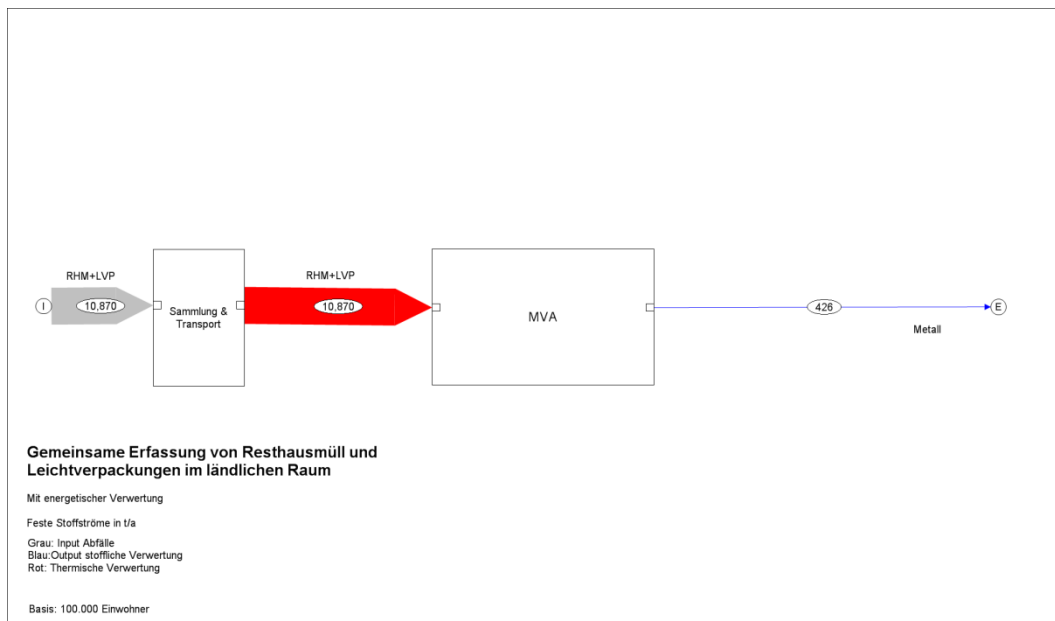 RHM+LVP
RHM+LVP
I
10,870
Sammlung &
Transport
10,870
MVA
426
E
Metall
Gemeinsame Erfassung von Resthausmüll und
Leichtverpackungen im ländlichen Raum
Mit energetischer Verwertung
Feste Stoffströme in t/a
Grau: Input Abfälle
Blau:Output stoffliche Verwertung
Rot: Thermische Verwertung
Basis: 100.000 Einwohner